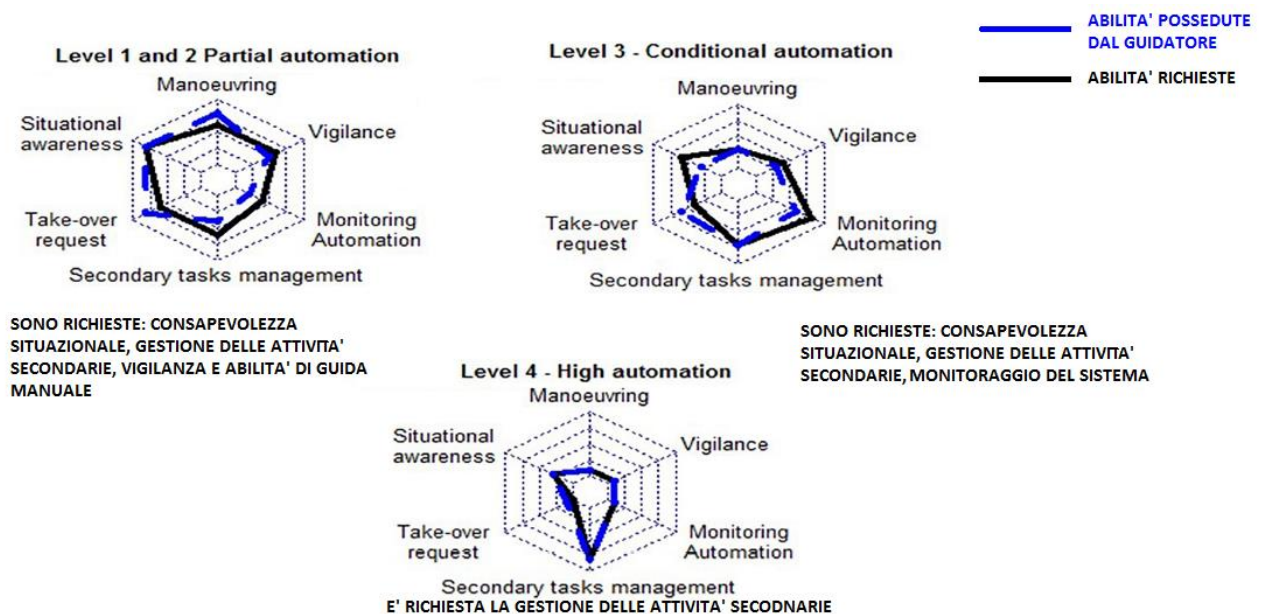 ABILITA' POSSEDUTE
DAL GUIDATORE
ABILITA' RICHIESTE
Level 1 and 2 Partial automation
Manoeuvring
Situational
awareness
Vigilance
Take-over
request
Monitoring
Automation
Secondary tasks management
SONO RICHIESTE: CONSAPEVOLEZZA
SITUAZIONALE, GESTIONE DELLE ATTIVITA'
SECONDARIE, VIGILANZA E ABILITA' DI GUIDA
MANUALE
Level 3 - Conditional automation
Manoeuvring
Situational
awareness
Vigilance
Take-over
request
Monitoring
Automation
Secondary tasks management
SONO RICHIESTE: CONSAPEVOLEZZA
SITUAZIONALE, GESTIONE DELLE ATTIVITA'
SECONDARIE, MONITORAGGIO DEL SISTEMA
Level 4 - High automation
Manoeuvring
Situational
awareness
Vigilance
Take-over
request
Monitoring
Automation
Secondary tasks management
E' RICHIESTA LA GESTIONE DELLE ATTIVITA' SECODNARIE